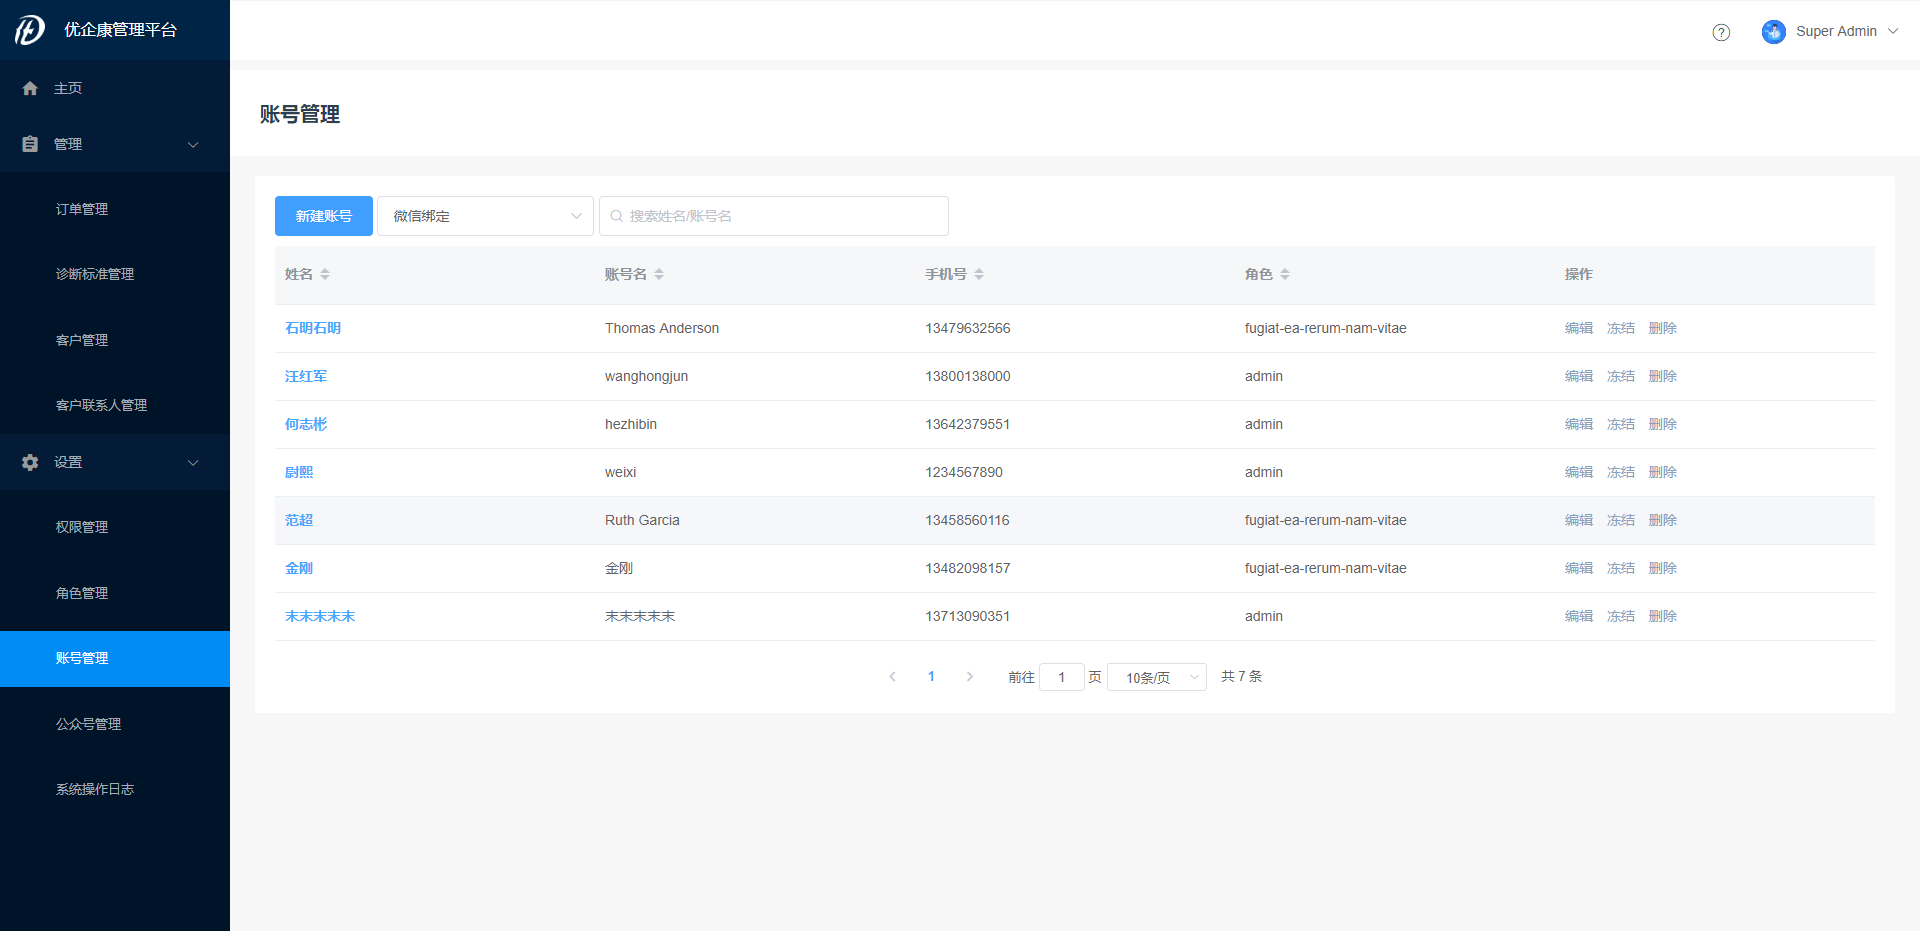 优企康管理平台
Super Admin
主页
管理
订单管理
诊断标准管理
客户管理
客户联系人管理
设置
权限管理
角色管理
账号管理
公众号管理
系统操作日志
账号管理
新建账号 微信绑定 搜索姓名/账号名
姓名 账号名 手机号 角色 操作
石明石明 Thomas Anderson 13479632566 fugiat-ea-rerum-nam-vitae 编辑 冻结 删除
汪红军 wanghongjun 13800138000 admin 编辑 冻结 删除
何志彬 hezhibin 13642379551 admin 编辑 冻结 删除
尉熙 weixi 1234567890 admin 编辑 冻结 删除
范超 Ruth Garcia 13458560116 fugiat-ea-rerum-nam-vitae 编辑 冻结 删除
金刚 金刚 13482098157 fugiat-ea-rerum-nam-vitae 编辑 冻结 删除
末末末末末 末末末末末 13713090351 admin 编辑 冻结 删除
1 前往 1 页 10条/页 共 7 条